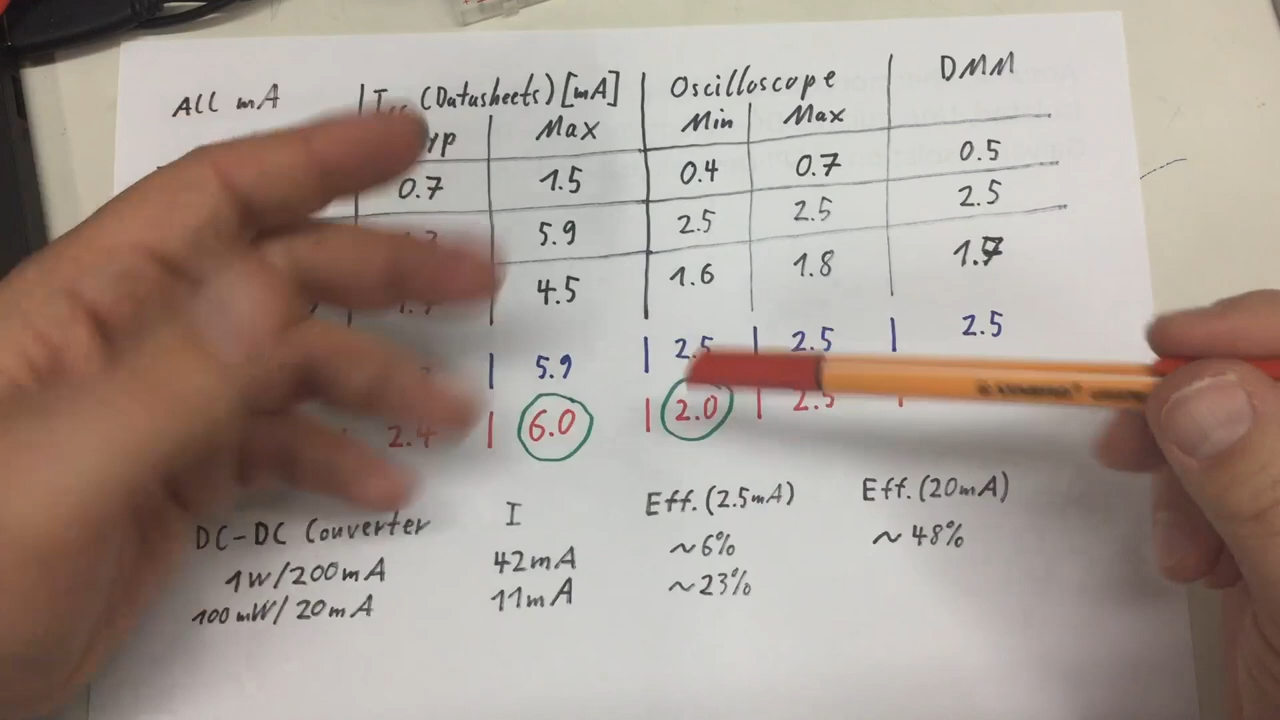 All mA (Datasheets) [mA] Oscilloscope DMM
yp Max Min Max
0.7 1.5 0.4 0.7 0.5
5.9 2.5 2.5 2.5
4.5 1.6 1.8 1.7
5.9 2.5 2.5 2.5
2.4 6.0 2.0 2.5
DC-DC Converter I Eff. (2.5mA) Eff. (20mA)
1W/200mA 42mA ~6% ~48%
100mW/20mA 11mA ~23%